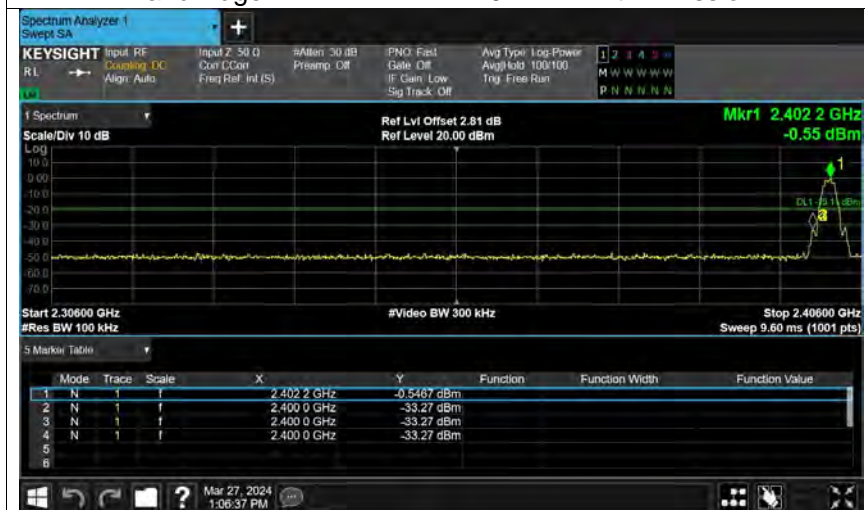 Spectrum Analyzer 1
Swept SA
+
KEYSIGHT
RL
Input: RF
Coupling: DC
Align: Auto
Input Z: 50 Ω
Corr CCorr
Freq Ref: Int (S)
#Atten: 30 dB
Preamp: Off
PNO: Fast
Gate: Off
IF Gain: Low
Sig Track: Off
Avg Type: Log-Power
Avg|Hold: 100/100
Trig: Free Run
1 2 3 4 5 6
M W W W W W
P N N N N N
1 Spectrum
Scale/Div 10 dB
Ref Lvl Offset 2.81 dB
Ref Level 20.00 dBm
Mkr1 2.402 2 GHz
-0.55 dBm
Log
10.0
0.00
-10.0
-20.0
-30.0
-40.0
-50.0
-60.0
-70.0
1
Start 2.30600 GHz
#Res BW 100 kHz
#Video BW 300 kHz
Stop 2.40600 GHz
Sweep 9.60 ms (1001 pts)
5 Marker Table
Mode Trace Scale X Y Function Function Width Function Value
1 N 1 f 2.402 2 GHz -0.5467 dBm
2 N 1 f 2.400 0 GHz -33.27 dBm
3 N 1 f 2.400 0 GHz -33.27 dBm
4 N 1 f 2.400 0 GHz -33.27 dBm
5
6
?
Mar 27, 2024
1:06:37 PM